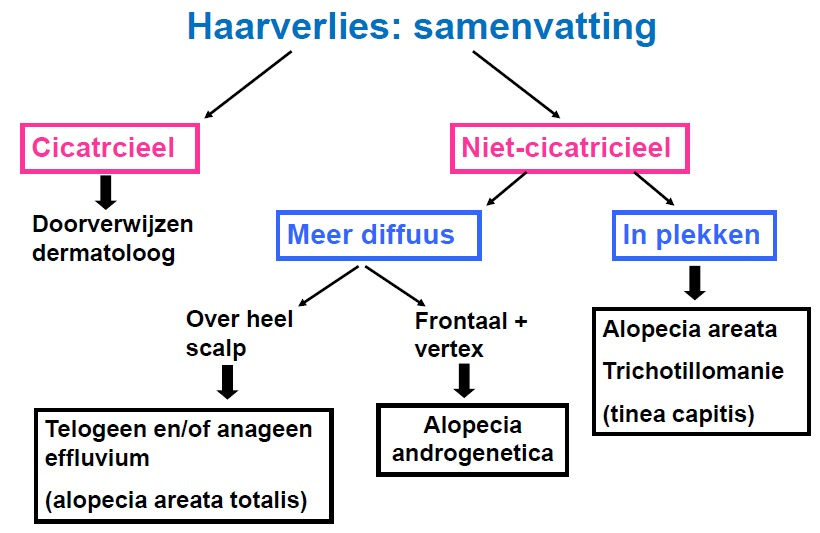 Haarverlies: samenvatting
Cicatrcieel
Niet-cicatricieel
Doorverwijzen
dermatoloog
Meer diffuus
In plekken
Over heel
scalp
Frontaal +
vertex
Alopecia areata
Trichotillomanie
(tinea capitis)
Telogeen en/of anageen
effluvium
(alopecia areata totalis)
Alopecia
androgenetica